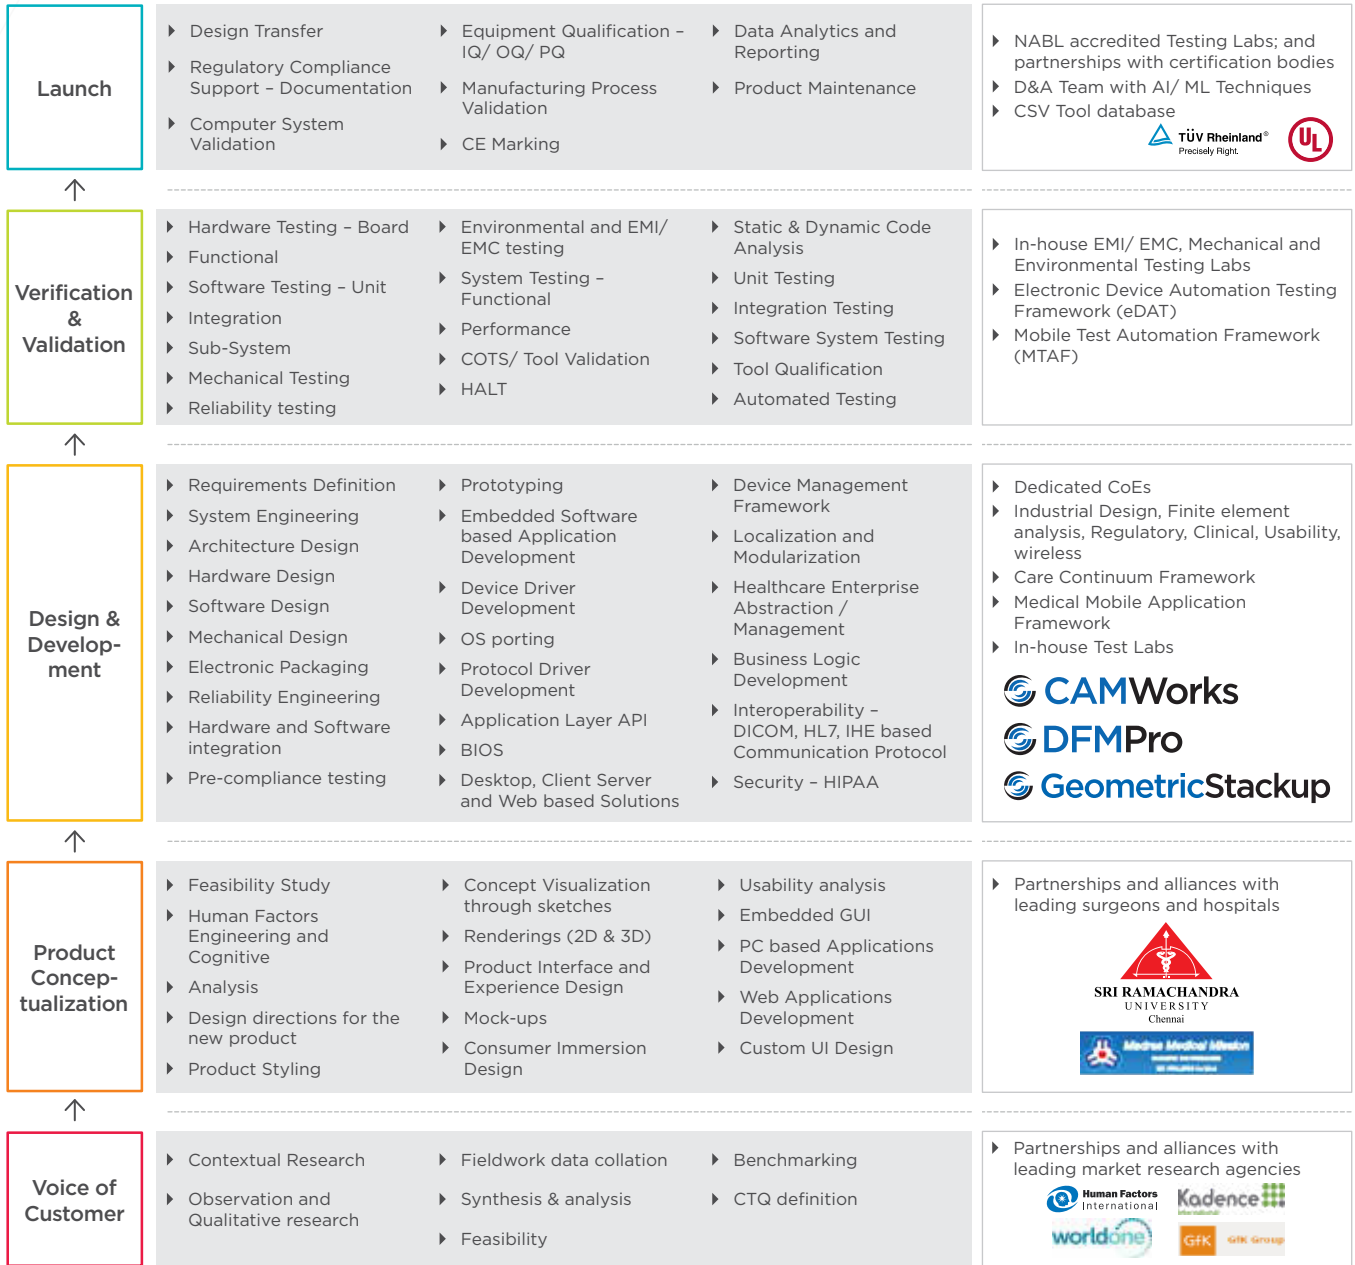 Launch
Design Transfer
Regulatory Compliance
Support – Documentation
Computer System
Validation
Equipment Qualification –
IQ/ OQ/ PQ
Manufacturing Process
Validation
CE Marking
Data Analytics and
Reporting
Product Maintenance
NABL accredited Testing Labs; and
partnerships with certification bodies
D&A Team with AI/ ML Techniques
CSV Tool database
TÜV Rheinland®
Precisely Right.
UL
Verification
&
Validation
Hardware Testing – Board
Functional
Software Testing – Unit
Integration
Sub-System
Mechanical Testing
Reliability testing
Environmental and EMI/
EMC testing
System Testing –
Functional
Performance
COTS/ Tool Validation
HALT
Static & Dynamic Code
Analysis
Unit Testing
Integration Testing
Software System Testing
Tool Qualification
Automated Testing
In-house EMI/ EMC, Mechanical and
Environmental Testing Labs
Electronic Device Automation Testing
Framework (eDAT)
Mobile Test Automation Framework
(MTAF)
Design &
Develop-
ment
Requirements Definition
System Engineering
Architecture Design
Hardware Design
Software Design
Mechanical Design
Electronic Packaging
Reliability Engineering
Hardware and Software
integration
Pre-compliance testing
Prototyping
Embedded Software
based Application
Development
Device Driver
Development
OS porting
Protocol Driver
Development
Application Layer API
BIOS
Desktop, Client Server
and Web based Solutions
Device Management
Framework
Localization and
Modularization
Healthcare Enterprise
Abstraction /
Management
Business Logic
Development
Interoperability –
DICOM, HL7, IHE based
Communication Protocol
Security – HIPAA
Dedicated CoEs
Industrial Design, Finite element
analysis, Regulatory, Clinical, Usability,
wireless
Care Continuum Framework
Medical Mobile Application
Framework
In-house Test Labs
CAMWorks
DFMPro
GeometricStackup
Product
Concep-
tualization
Feasibility Study
Human Factors
Engineering and
Cognitive
Analysis
Design directions for the
new product
Product Styling
Concept Visualization
through sketches
Renderings (2D & 3D)
Product Interface and
Experience Design
Mock-ups
Consumer Immersion
Design
Usability analysis
Embedded GUI
PC based Applications
Development
Web Applications
Development
Custom UI Design
Partnerships and alliances with
leading surgeons and hospitals
SRI RAMACHANDRA
UNIVERSITY
Chennai
Madras Medical Mission
Voice of
Customer
Contextual Research
Observation and
Qualitative research
Fieldwork data collation
Synthesis & analysis
Feasibility
Benchmarking
CTQ definition
Partnerships and alliances with
leading market research agencies
Human Factors
International
Kadence
worldone
GfK GfK Group